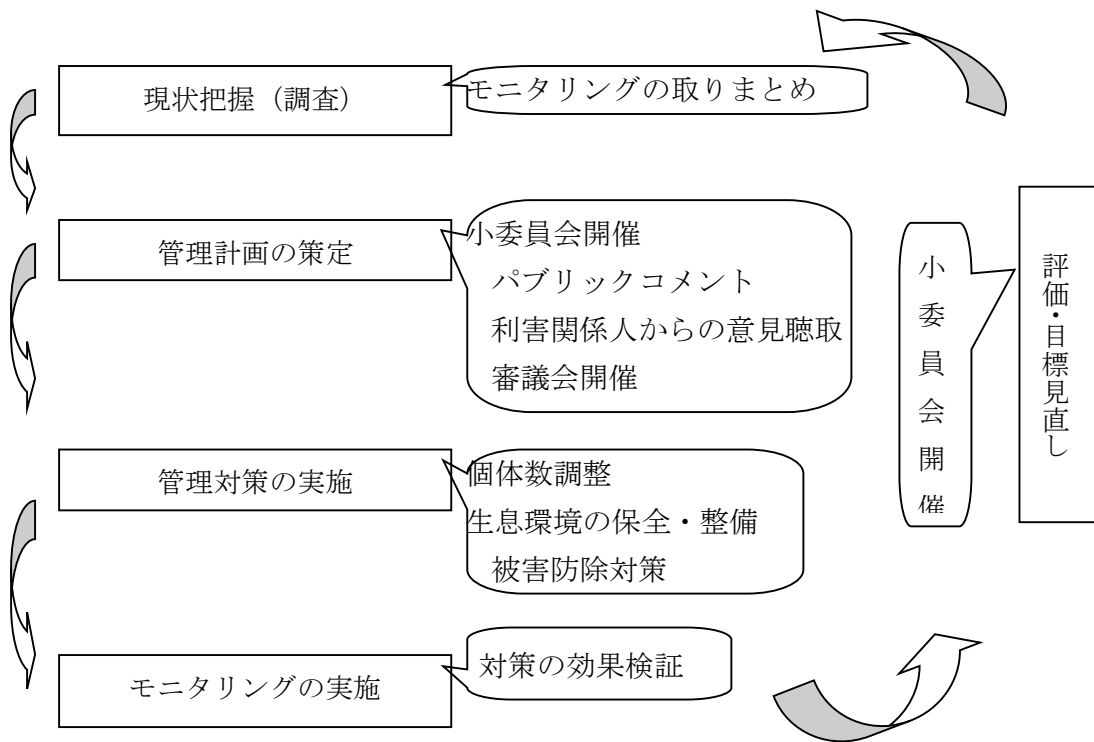 現状把握（調査）
モニタリングの取りまとめ
管理計画の策定
小委員会開催
パブリックコメント
利害関係人からの意見聴取
審議会開催
管理対策の実施
個体数調整
生息環境の保全・整備
被害防除対策
モニタリングの実施
対策の効果検証
小委員会開催
評価・目標見直し